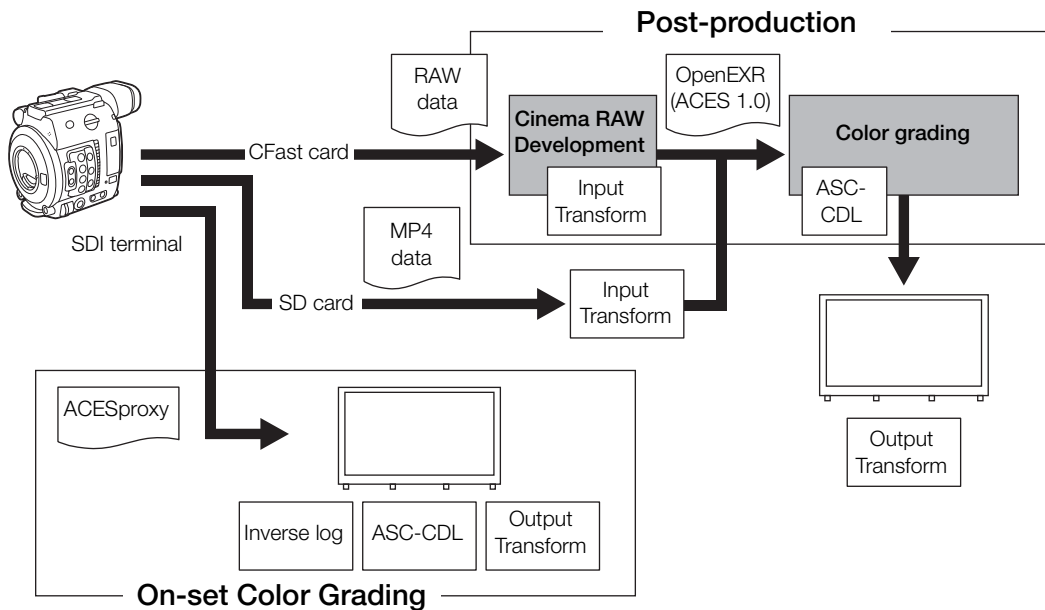 Post-production
RAW
data
OpenEXR
(ACES 1.0)
Cinema RAW
Development
Color grading
CFast card
Input
Transform
ASC-
CDL
SDI terminal
MP4
data
SD card
Input
Transform
ACESproxy
Output
Transform
Inverse log
ASC-CDL
Output
Transform
On-set Color Grading